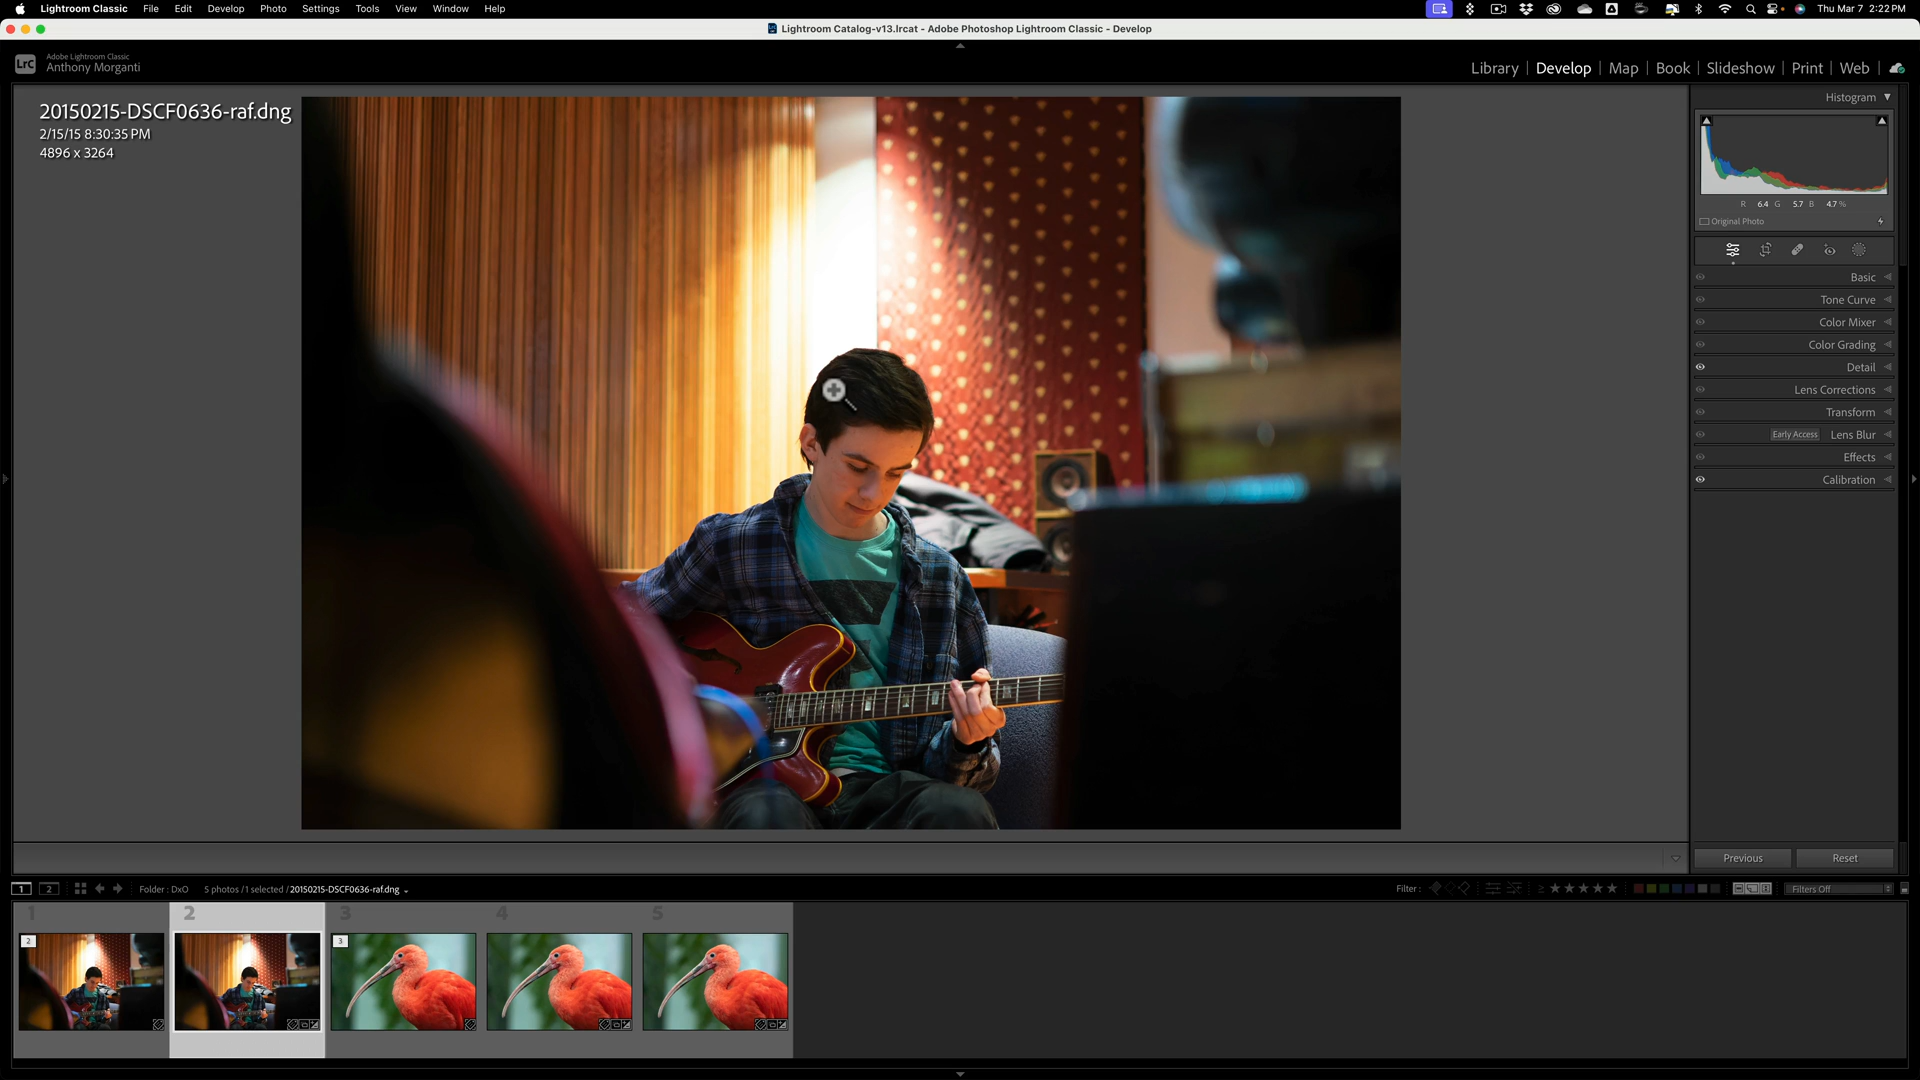 Lightroom Classic File Edit Develop Photo Settings Tools View Window Help
Thu Mar 7 2:22 PM
Lightroom Catalog-v13.lrcat - Adobe Photoshop Lightroom Classic - Develop
LrC
Adobe Lightroom Classic
Anthony Morganti
Library | Develop | Map | Book | Slideshow | Print | Web
20150215-DSCF0636-raf.dng
2/15/15 8:30:35 PM
4896 x 3264
Histogram
R 6.4 G 5.7 B 4.7 %
Original Photo
Basic
Tone Curve
Color Mixer
Color Grading
Detail
Lens Corrections
Transform
Early Access Lens Blur
Effects
Calibration
Previous Reset
1 2 Folder : DxO 5 photos / 1 selected / 20150215-DSCF0636-raf.dng
Filter : ≥ ★★★★★ Filters Off
1 2 3 4 5
2 3